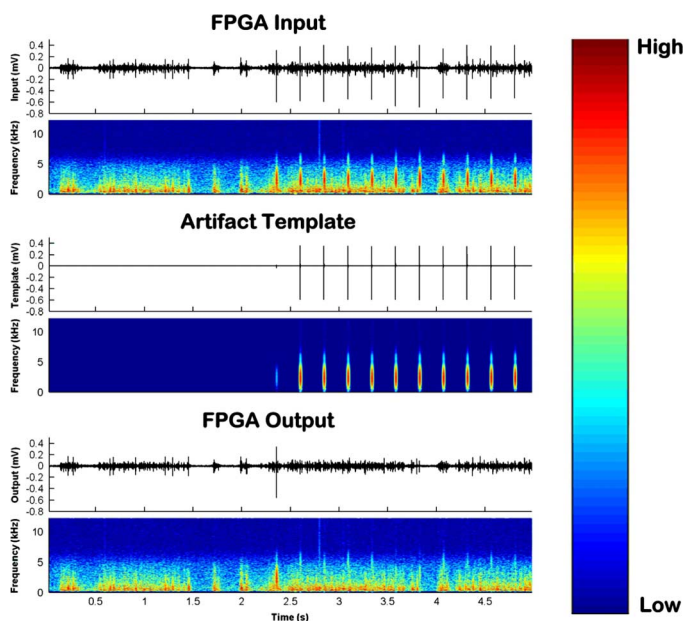 FPGA Input
High
Input (mV)
0.4
0.2
0
-0.2
-0.4
-0.6
-0.8
Frequency (kHz)
10
5
0
Artifact Template
Template (mV)
0.4
0.2
0
-0.2
-0.4
-0.6
-0.8
Frequency (kHz)
10
5
0
FPGA Output
Output (mV)
0.4
0.2
0
-0.2
-0.4
-0.6
-0.8
Frequency (kHz)
10
5
0
0.5 1 1.5 2 2.5 3 3.5 4 4.5
Time (s)
Low